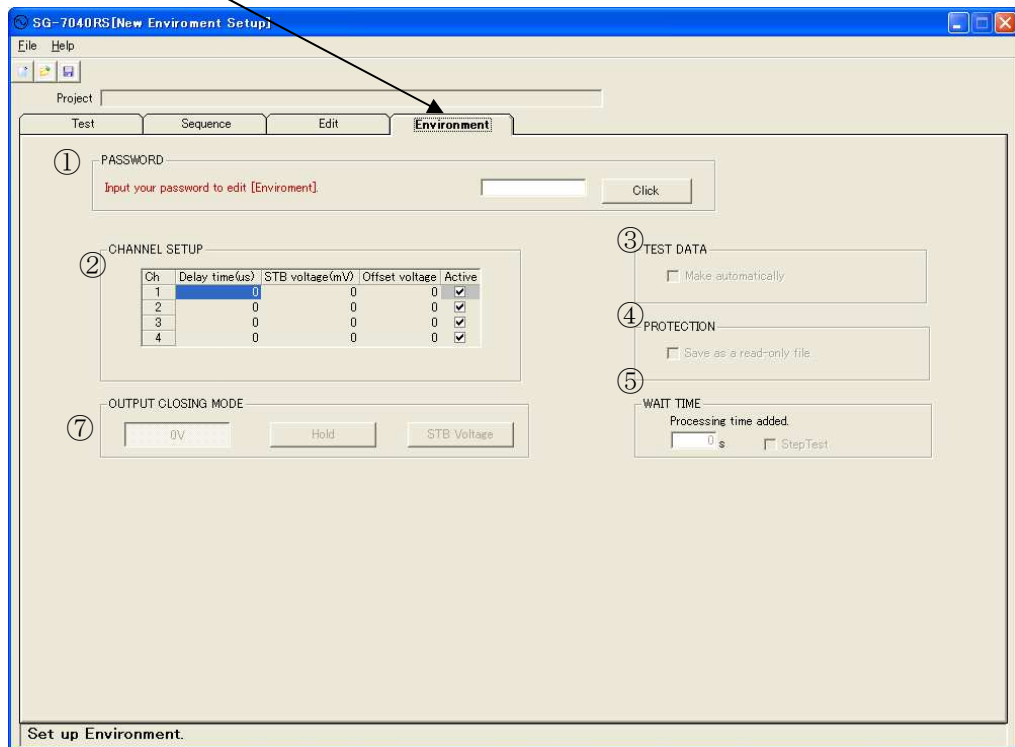 SG-7040RS[New Enviroment Setup]
File Help
Project
Test Sequence Edit Environment
① PASSWORD
Input your password to edit [Enviroment]. Click
② CHANNEL SETUP
Ch Delay time(us) STB voltage(mV) Offset voltage Active
1 0 0 0
2 0 0 0
3 0 0 0
4 0 0 0
③ TEST DATA
Make automatically
④ PROTECTION
Save as a read-only file
⑤ WAIT TIME
Processing time added.
0 s StepTest
⑦ OUTPUT CLOSING MODE
0V Hold STB Voltage
Set up Environment.